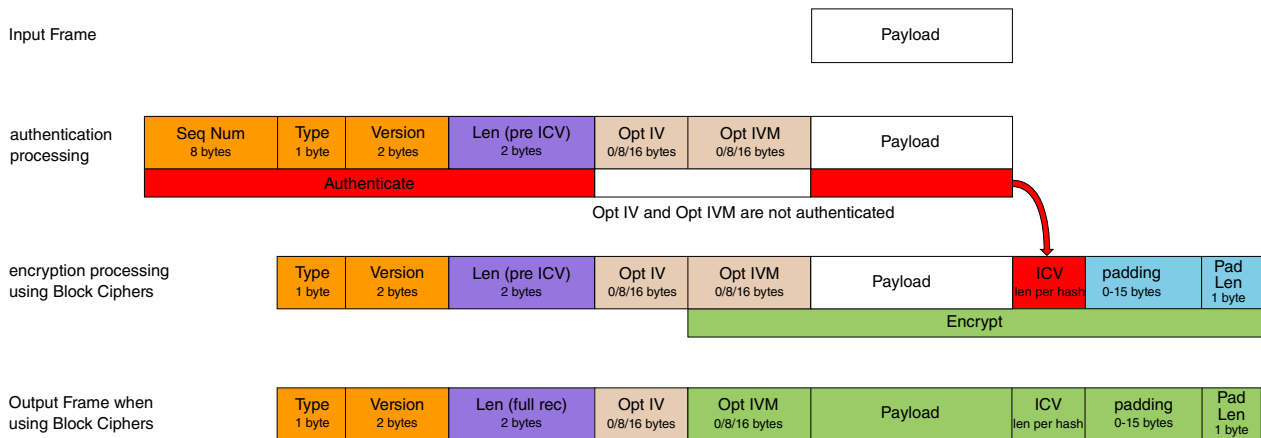 Input Frame
Payload
authentication
processing
Seq Num
8 bytes
Type
1 byte
Version
2 bytes
Len (pre ICV)
2 bytes
Opt IV
0/8/16 bytes
Opt IVM
0/8/16 bytes
Payload
Authenticate
Opt IV and Opt IVM are not authenticated
encryption processing
using Block Ciphers
Type
1 byte
Version
2 bytes
Len (pre ICV)
2 bytes
Opt IV
0/8/16 bytes
Opt IVM
0/8/16 bytes
Payload
ICV
len per hash
padding
0-15 bytes
Pad
Len
1 byte
Encrypt
Output Frame when
using Block Ciphers
Type
1 byte
Version
2 bytes
Len (full rec)
2 bytes
Opt IV
0/8/16 bytes
Opt IVM
0/8/16 bytes
Payload
ICV
len per hash
padding
0-15 bytes
Pad
Len
1 byte